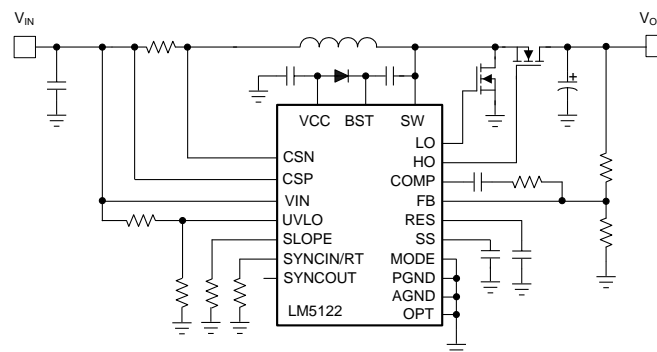 VIN
VO
VCC BST SW
LO
HO
CSN
COMP
CSP
FB
VIN
RES
UVLO
SS
SLOPE
MODE
SYNCIN/RT
PGND
SYNCOUT
AGND
LM5122
OPT
+